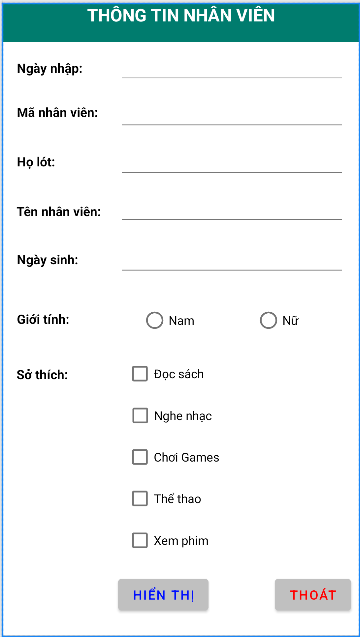 THÔNG TIN NHÂN VIÊN
Ngày nhập:
Mã nhân viên:
Họ lót:
Tên nhân viên:
Ngày sinh:
Giới tính: Nam Nữ
Sở thích: Đọc sách
Nghe nhạc
Chơi Games
Thể thao
Xem phim
HIỂN THỊ THOÁT